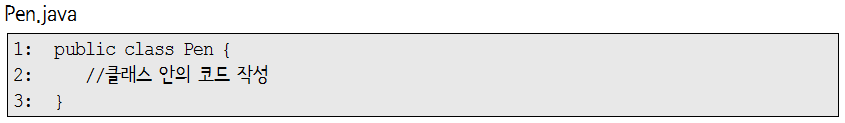 Pen.java
1: public class Pen {
2: //클래스 안의 코드 작성
3: }